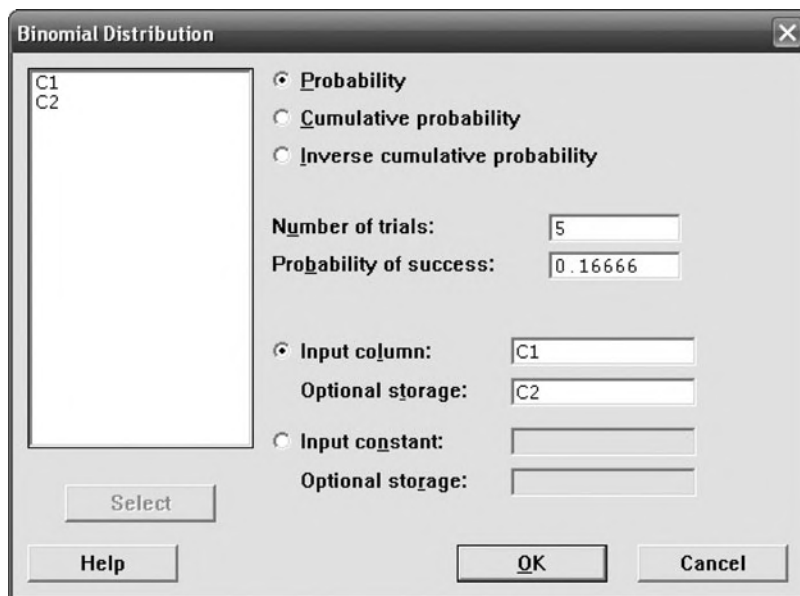 Binomial Distribution
C1
C2
Probability
Cumulative probability
Inverse cumulative probability
Number of trials:
5
Probability of success:
0.16666
Input column:
C1
Optional storage:
C2
Input constant:
Optional storage:
Select
Help
OK
Cancel